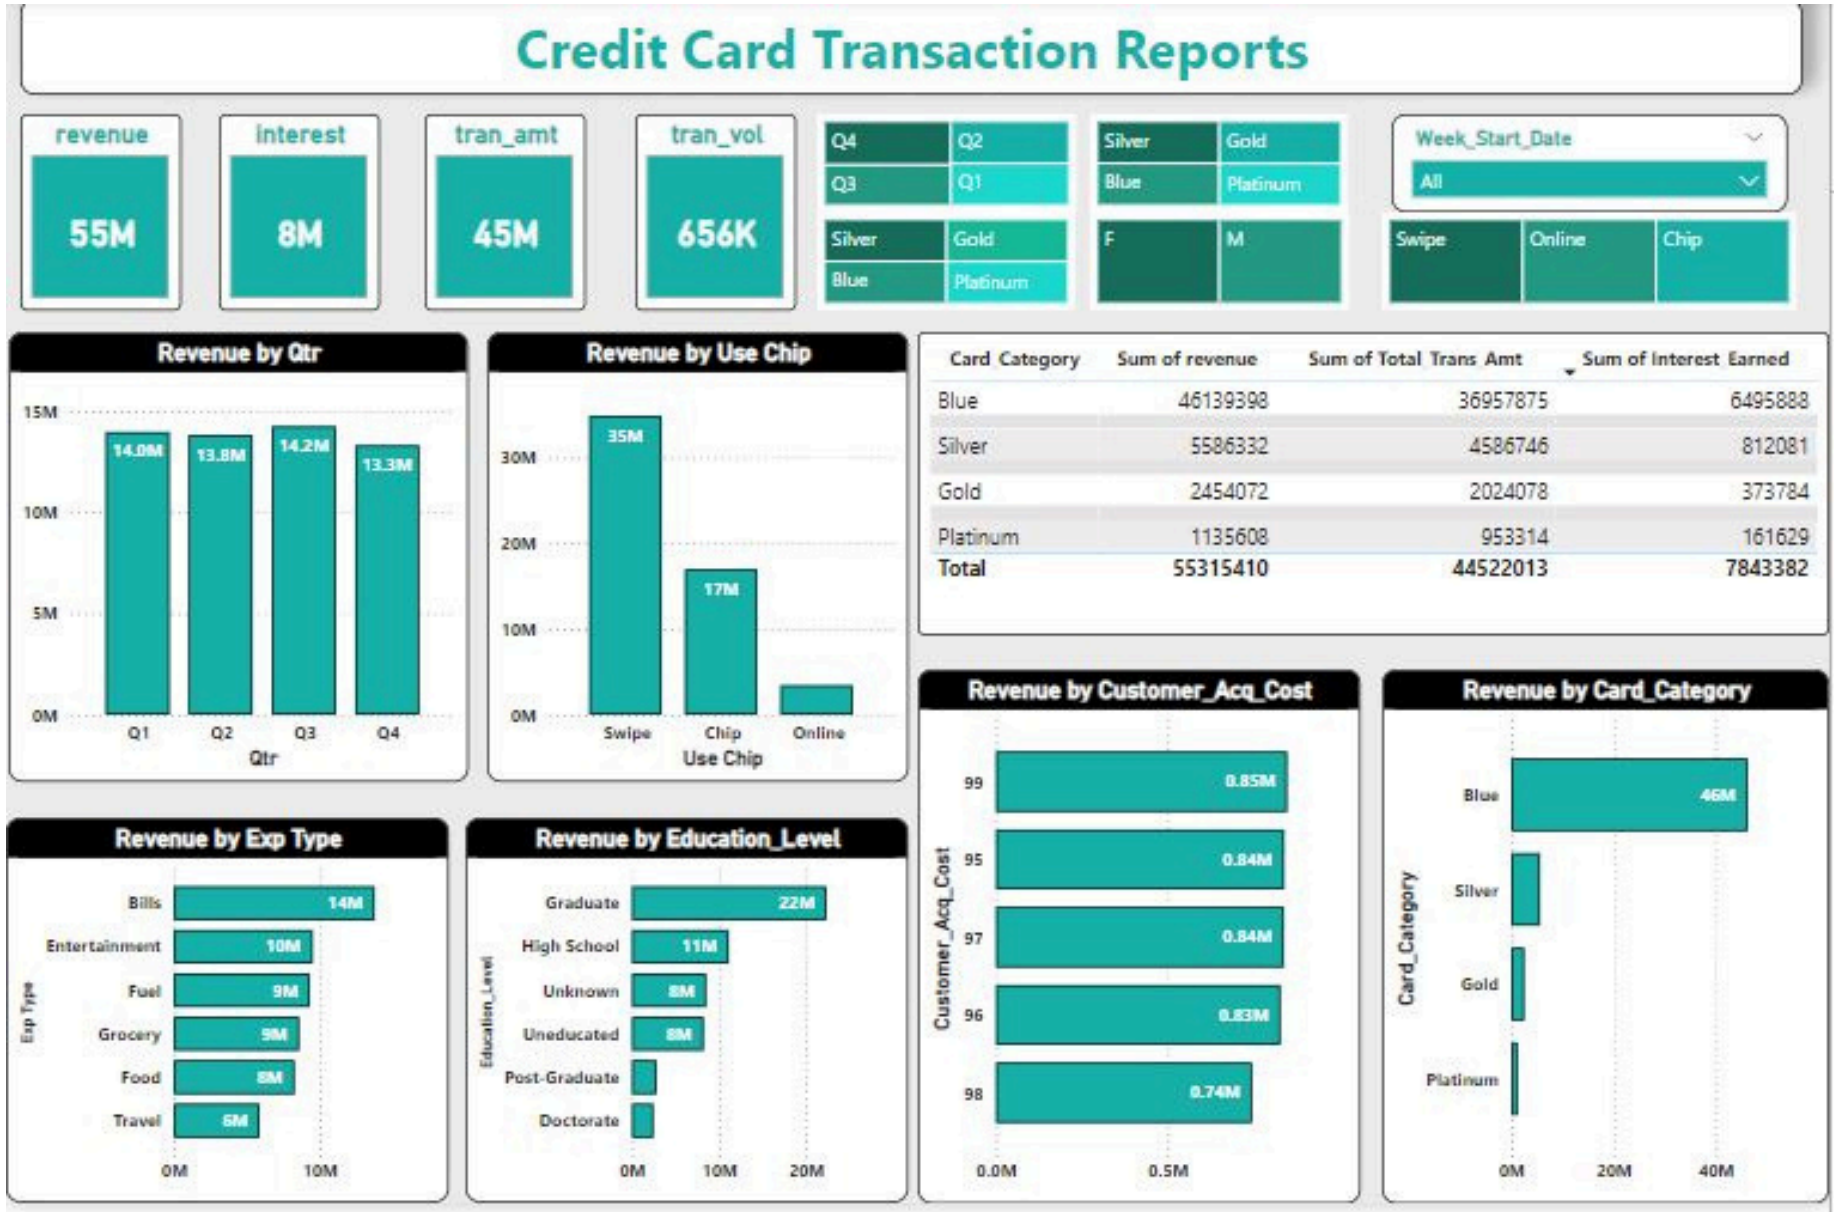 Credit Card Transaction Reports
revenue
55M
interest
8M
tran_amt
45M
tran_vol
656K
Q4 Q2
Q3 Q1
Silver Gold
Blue Platinum
Silver Gold
Blue Platinum
F M
Week_Start_Date
All
Swipe Online Chip
Revenue by Qtr
15M
10M
5M
0M
14.0M 13.8M 14.2M 13.3M
Q1 Q2 Q3 Q4
Qtr
Revenue by Use Chip
30M
20M
10M
0M
35M
17M
Swipe Chip Online
Use Chip
Card_Category Sum of revenue Sum of Total_Trans_Amt Sum of Interest_Earned
Blue 46139398 36957875 6495888
Silver 5586332 4586746 812081
Gold 2454072 2024078 373784
Platinum 1135608 953314 161629
Total 55315410 44522013 7843382
Revenue by Exp Type
Exp Type
Bills 14M
Entertainment 10M
Fuel 9M
Grocery 9M
Food 8M
Travel 6M
0M 10M
Revenue by Education_Level
Education_Level
Graduate 22M
High School 11M
Unknown 8M
Uneducated 8M
Post-Graduate
Doctorate
0M 10M 20M
Revenue by Customer_Acq_Cost
Customer_Acq_Cost
99 0.85M
95 0.84M
97 0.84M
96 0.83M
98 0.74M
0.0M 0.5M
Revenue by Card_Category
Card_Category
Blue 46M
Silver
Gold
Platinum
0M 20M 40M